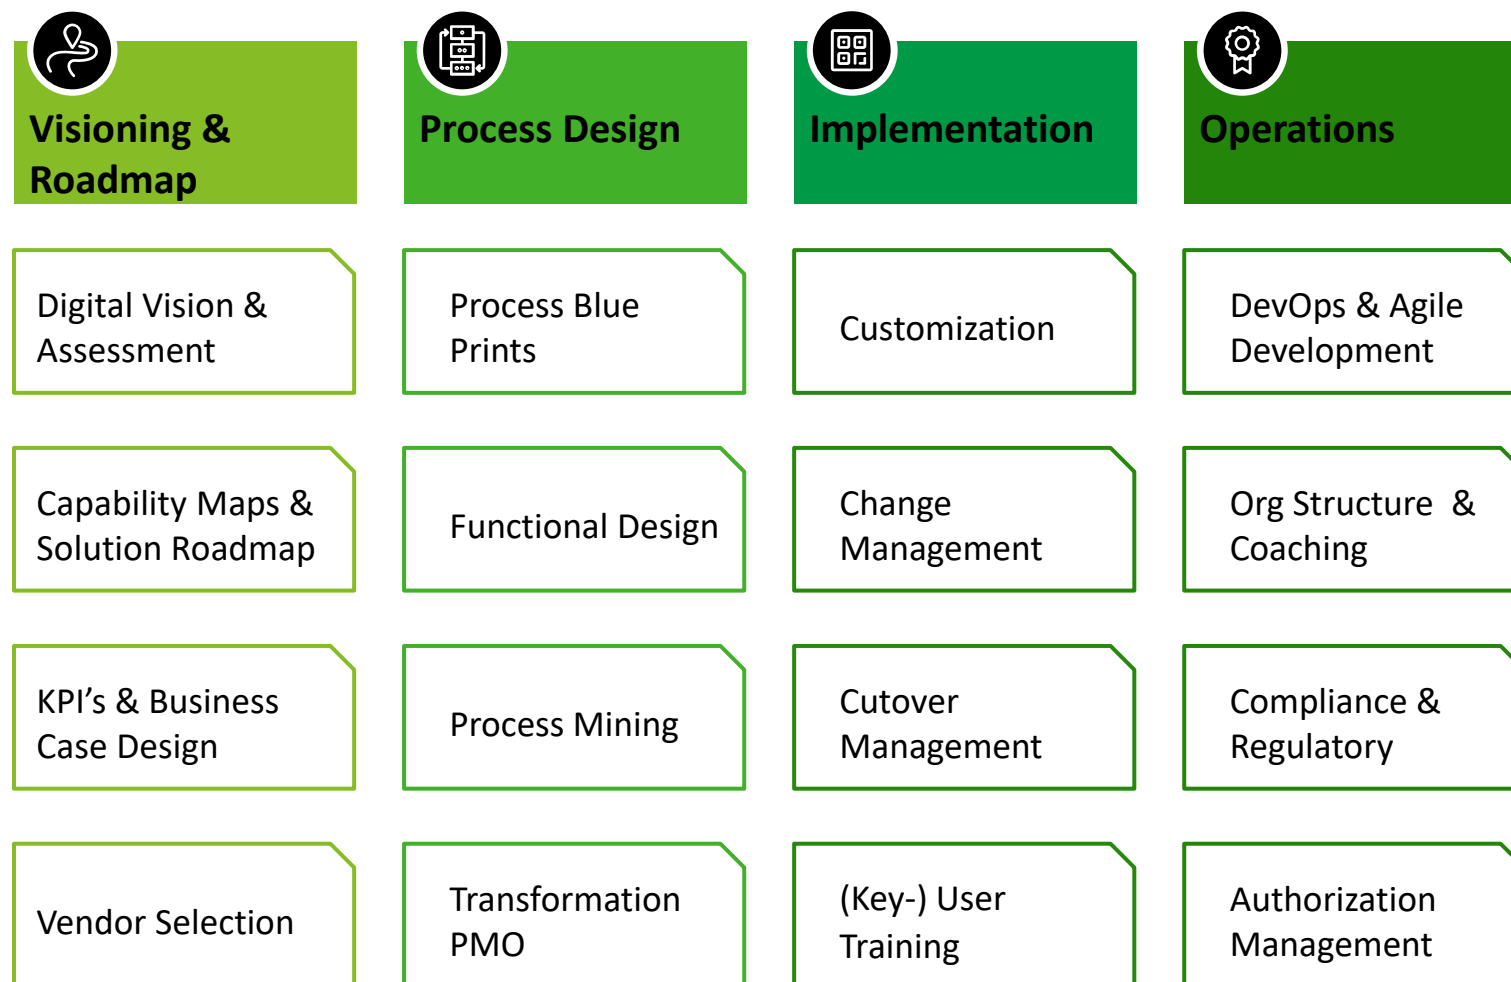 Visioning &
Roadmap
Process Design
Implementation
Operations
Digital Vision &
Assessment
Process Blue
Prints
Customization
DevOps & Agile
Development
Capability Maps &
Solution Roadmap
Functional Design
Change
Management
Org Structure  &
Coaching
KPI’s & Business
Case Design
Process Mining
Cutover
Management
Compliance &
Regulatory
Vendor Selection
Transformation
PMO
(Key-) User
Training
Authorization
Management